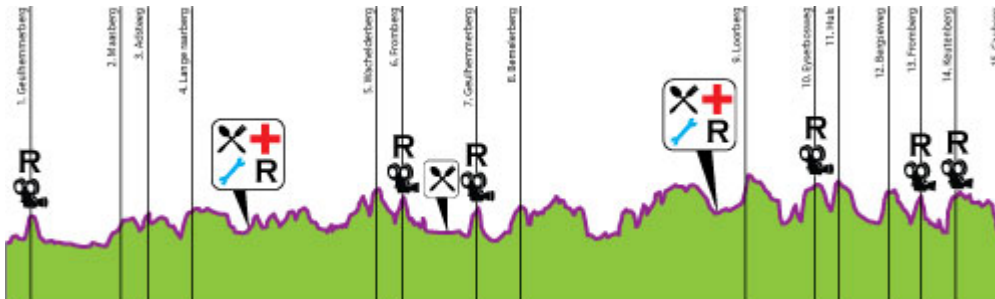 1. Geulhemmerberg
2. Maasberg
3. Adsteeg
4. Lange raarberg
5. Wachelderberg
6. Fromberg
7. Geulhemmerberg
8. Bemelerberg
9. Loorberg
10. Eyserbosweg
11. Huls
12. Bergseweg
13. Fromberg
14. Keutenberg
R
R
R
R
R
R
R
R